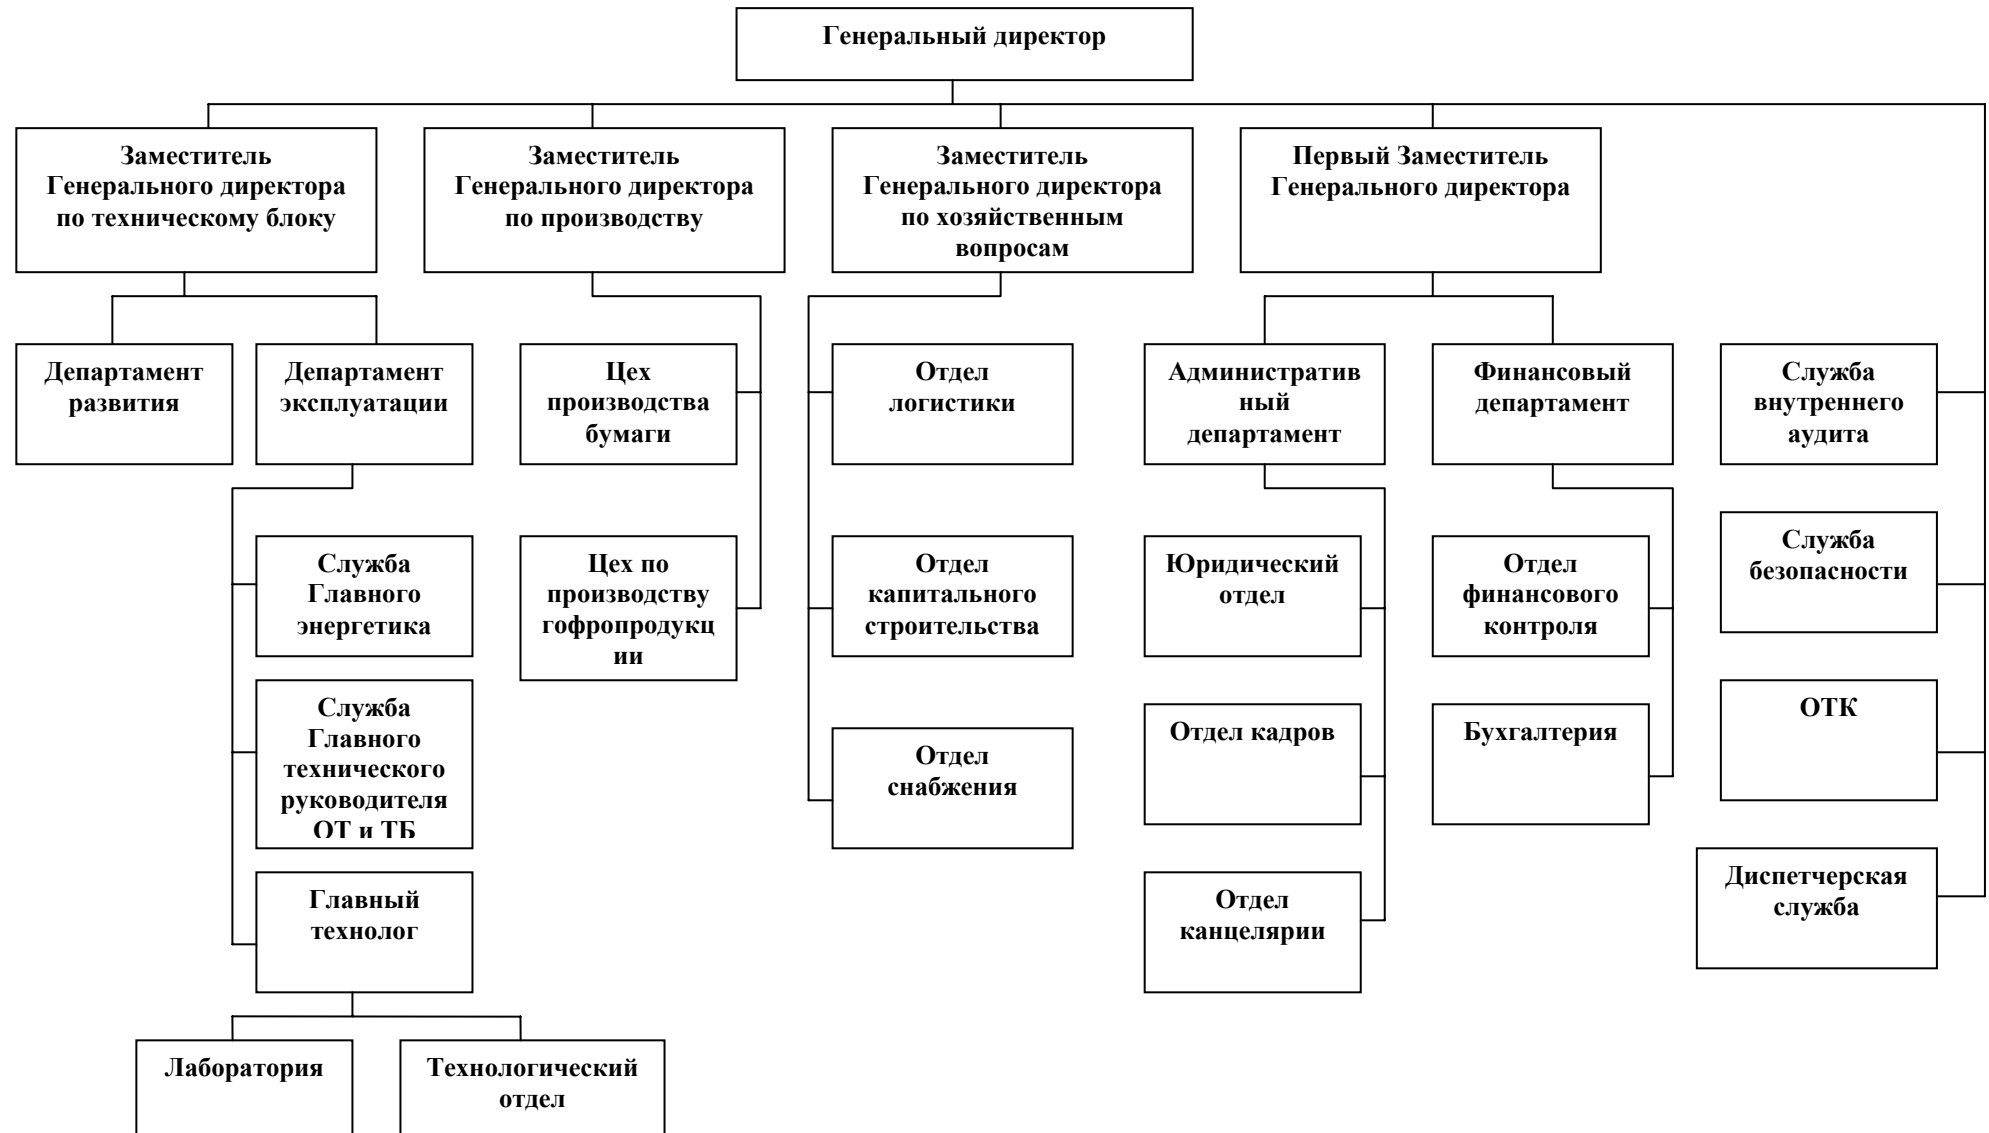 Генеральный директор
Заместитель
Генерального директора
по техническому блоку
Заместитель
Генерального директора
по производству
Заместитель
Генерального директора
по хозяйственным
вопросам
Первый Заместитель
Генерального директора
Департамент
развития
Департамент
эксплуатации
Цех
производства
бумаги
Отдел
логистики
Административ
ный
департамент
Финансовый
департамент
Служба
внутреннего
аудита
Служба
Главного
энергетика
Цех по
производству
гофропродукц
ии
Отдел
капитального
строительства
Юридический
отдел
Отдел
финансового
контроля
Служба
безопасности
Служба
Главного
технического
руководителя
ОТ и ТБ
Отдел
снабжения
Отдел кадров
Бухгалтерия
ОТК
Главный
технолог
Отдел
канцелярии
Диспетчерская
служба
Лаборатория
Технологический
отдел